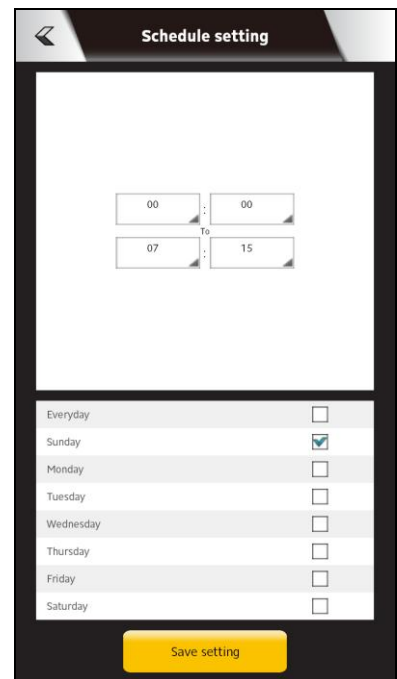 Schedule setting
00 : 00
To
07 : 15
Everyday
Sunday
Monday
Tuesday
Wednesday
Thursday
Friday
Saturday
Save setting